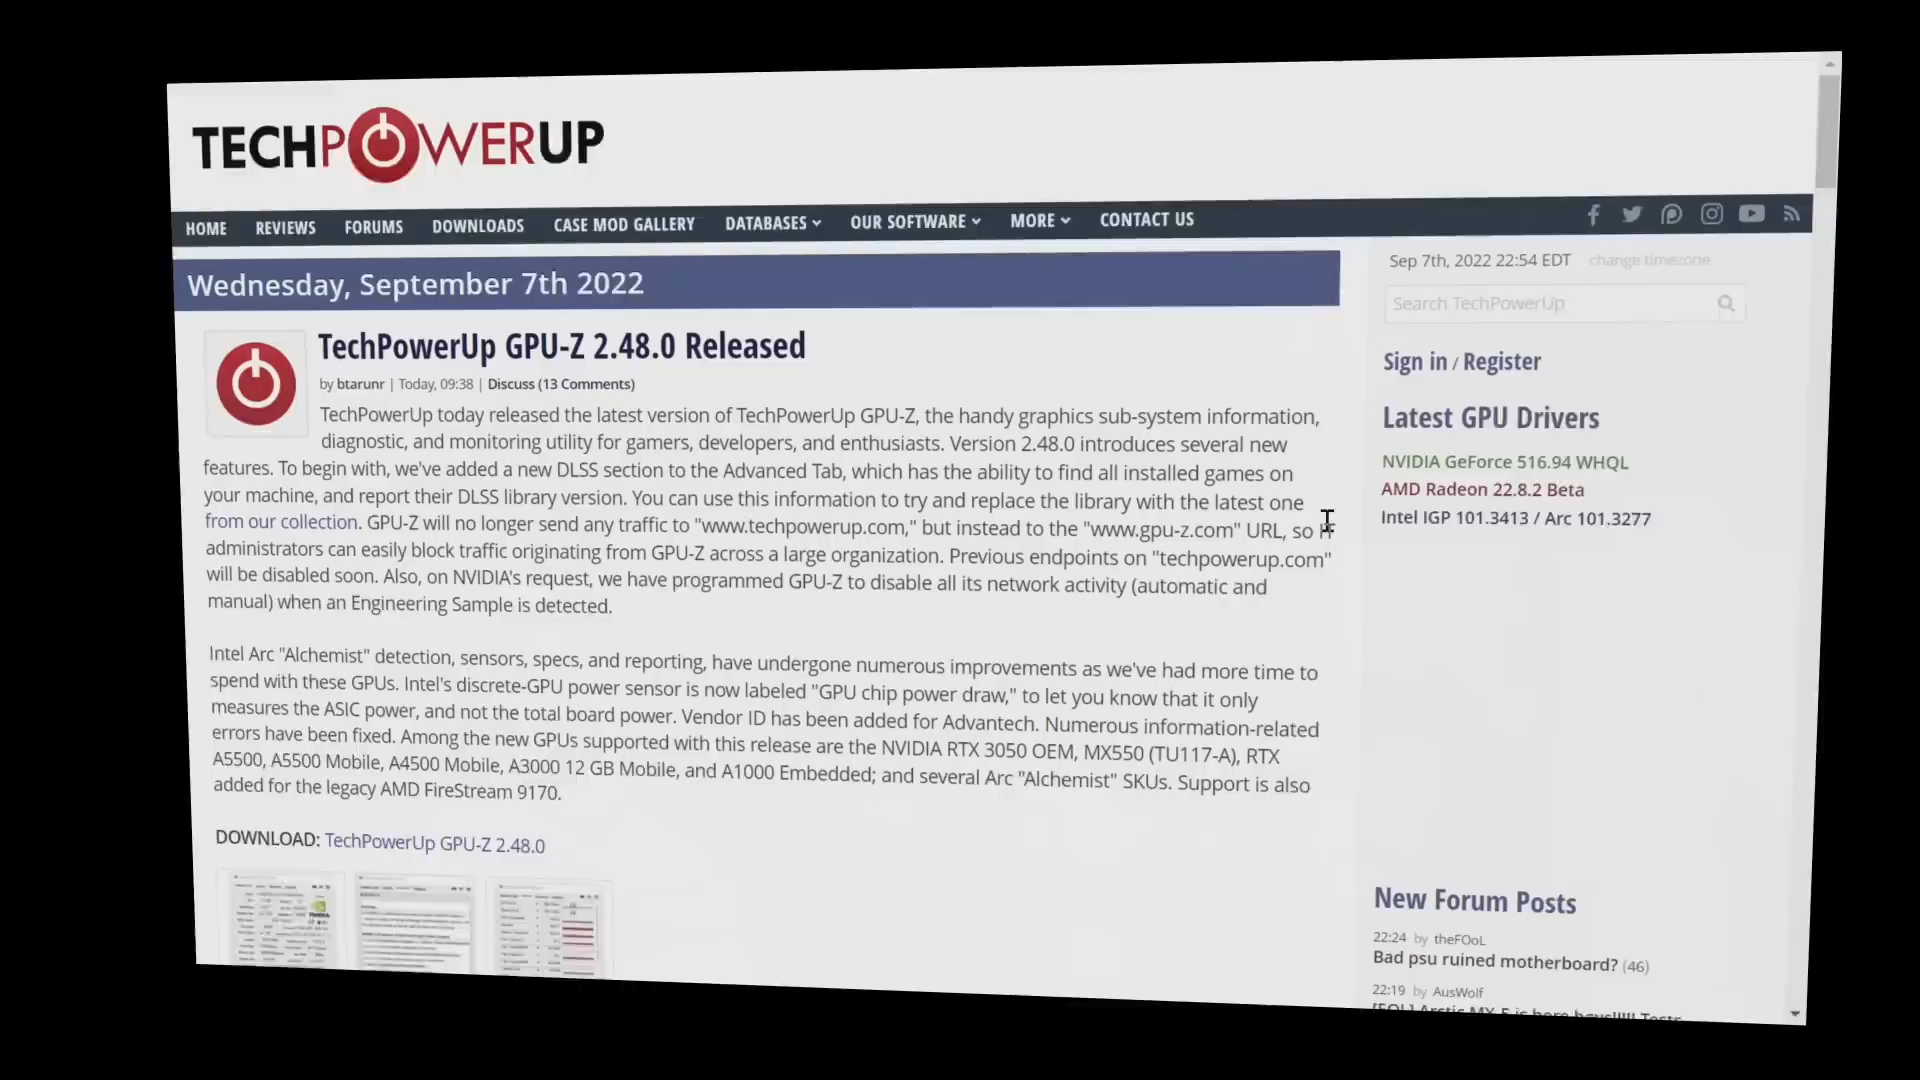 TECHPOWERUP
HOME REVIEWS FORUMS DOWNLOADS CASE MOD GALLERY DATABASES OUR SOFTWARE MORE CONTACT US
Wednesday, September 7th 2022
TechPowerUp GPU-Z 2.48.0 Released
by btarunr | Today, 09:38 | Discuss (13 Comments)
TechPowerUp today released the latest version of TechPowerUp GPU-Z, the handy graphics sub-system information,
diagnostic, and monitoring utility for gamers, developers, and enthusiasts. Version 2.48.0 introduces several new
features. To begin with, we've added a new DLSS section to the Advanced Tab, which has the ability to find all installed games on
your machine, and report their DLSS library version. You can use this information to try and replace the library with the latest one
from our collection. GPU-Z will no longer send any traffic to "www.techpowerup.com," but instead to the "www.gpu-z.com" URL, so IT
administrators can easily block traffic originating from GPU-Z across a large organization. Previous endpoints on "techpowerup.com"
will be disabled soon. Also, on NVIDIA's request, we have programmed GPU-Z to disable all its network activity (automatic and
manual) when an Engineering Sample is detected.
Intel Arc "Alchemist" detection, sensors, specs, and reporting, have undergone numerous improvements as we've had more time to
spend with these GPUs. Intel's discrete-GPU power sensor is now labeled "GPU chip power draw," to let you know that it only
measures the ASIC power, and not the total board power. Vendor ID has been added for Advantech. Numerous information-related
errors have been fixed. Among the new GPUs supported with this release are the NVIDIA RTX 3050 OEM, MX550 (TU117-A), RTX
A5500, A5500 Mobile, A4500 Mobile, A3000 12 GB Mobile, and A1000 Embedded; and several Arc "Alchemist" SKUs. Support is also
added for the legacy AMD FireStream 9170.
DOWNLOAD: TechPowerUp GPU-Z 2.48.0
Sep 7th, 2022 22:54 EDT change timezone
Search TechPowerUp
Sign in / Register
Latest GPU Drivers
NVIDIA GeForce 516.94 WHQL
AMD Radeon 22.8.2 Beta
Intel IGP 101.3413 / Arc 101.3277
New Forum Posts
22:24 by theFOoL
Bad psu ruined motherboard? (46)
22:19 by AusWolf